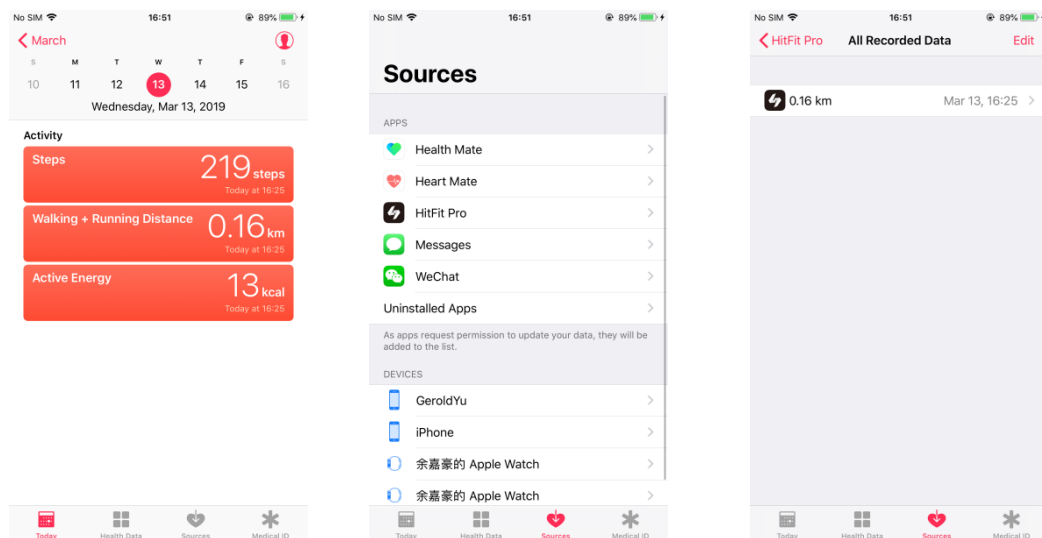 No SIM 16:51 89%
March
S M T W T F S
10 11 12 13 14 15 16
Wednesday, Mar 13, 2019
Activity
Steps
219 steps
Today at 16:25
Walking + Running Distance
0.16 km
Today at 16:25
Active Energy
13 kcal
Today at 16:25
Today Health Data Sources Medical ID
No SIM 16:51 89%
Sources
APPS
Health Mate
Heart Mate
HitFit Pro
Messages
WeChat
Uninstalled Apps
As apps request permission to update your data, they will be
added to the list.
DEVICES
GeroldYu
iPhone
余嘉豪的 Apple Watch
余嘉豪的 Apple Watch
Today Health Data Sources Medical ID
No SIM 16:51 89%
HitFit Pro All Recorded Data Edit
0.16 km Mar 13, 16:25
Today Health Data Sources Medical ID